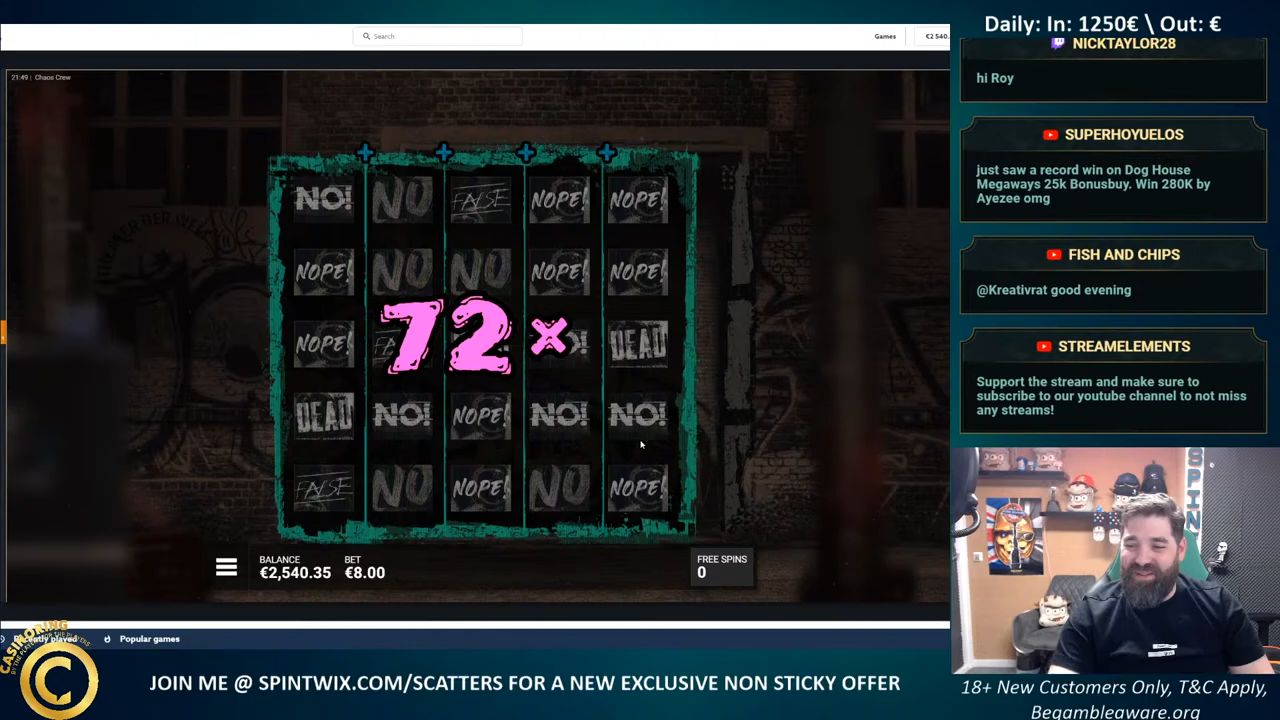 Daily: In: 1250€ \ Out: €
Search
Games
€2 540.
21:49 | Chaos Crew
NICKTAYLOR28
hi Roy
SUPERHOYUELOS
just saw a record win on Dog House
Megaways 25k Bonusbuy. Win 280K by
Ayezee omg
FISH AND CHIPS
@Kreativrat good evening
STREAMELEMENTS
Support the stream and make sure to
subscribe to our youtube channel to not miss
any streams!
NO! NO FALSE NOPE! NOPE!
NOPE! NO NO NOPE! NOPE!
NOPE! DEAD
72×
DEAD NO! NOPE! NO! NO!
FALSE NO NOPE! NO NOPE!
BALANCE BET FREE SPINS
€2,540.35 €8.00 0
Popular games
CASINORING
C
SPIN
JOIN ME @ SPINTWIX.COM/SCATTERS FOR A NEW EXCLUSIVE NON STICKY OFFER
18+ New Customers Only, T&C Apply,
Begambleaware.org